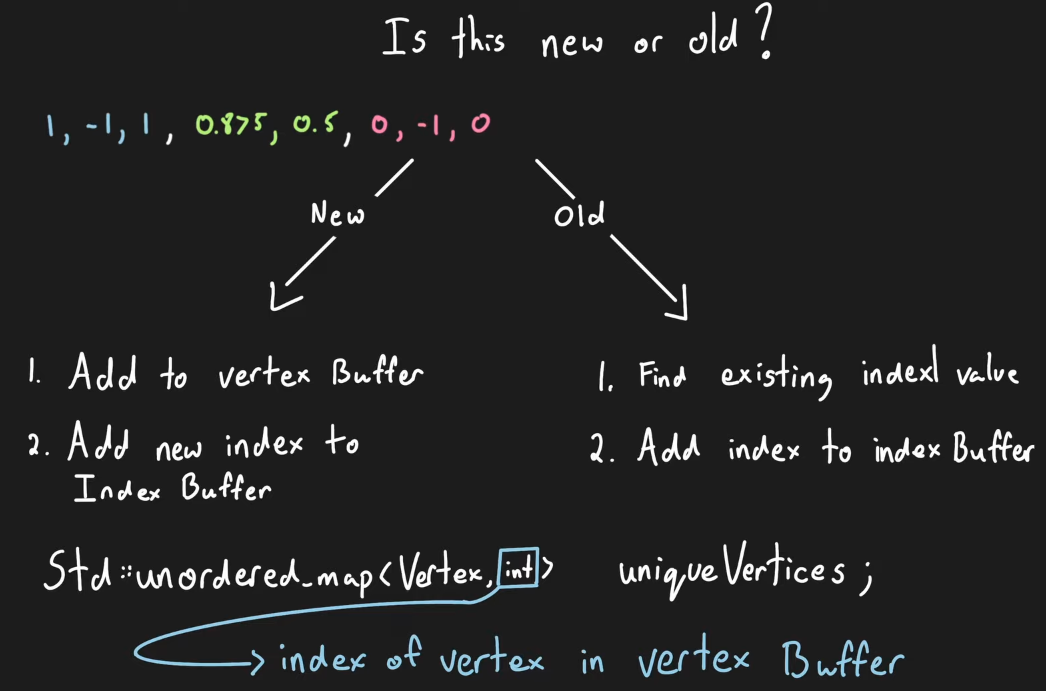 Is this new or old?
1, -1, 1, 0.875, 0.5, 0, -1, 0
New
Old
1. Add to vertex Buffer
2. Add new index to
Index Buffer
1. Find existing index value
2. Add index to index Buffer
Std::unordered_map<Vertex, int> uniqueVertices;
index of vertex in vertex Buffer